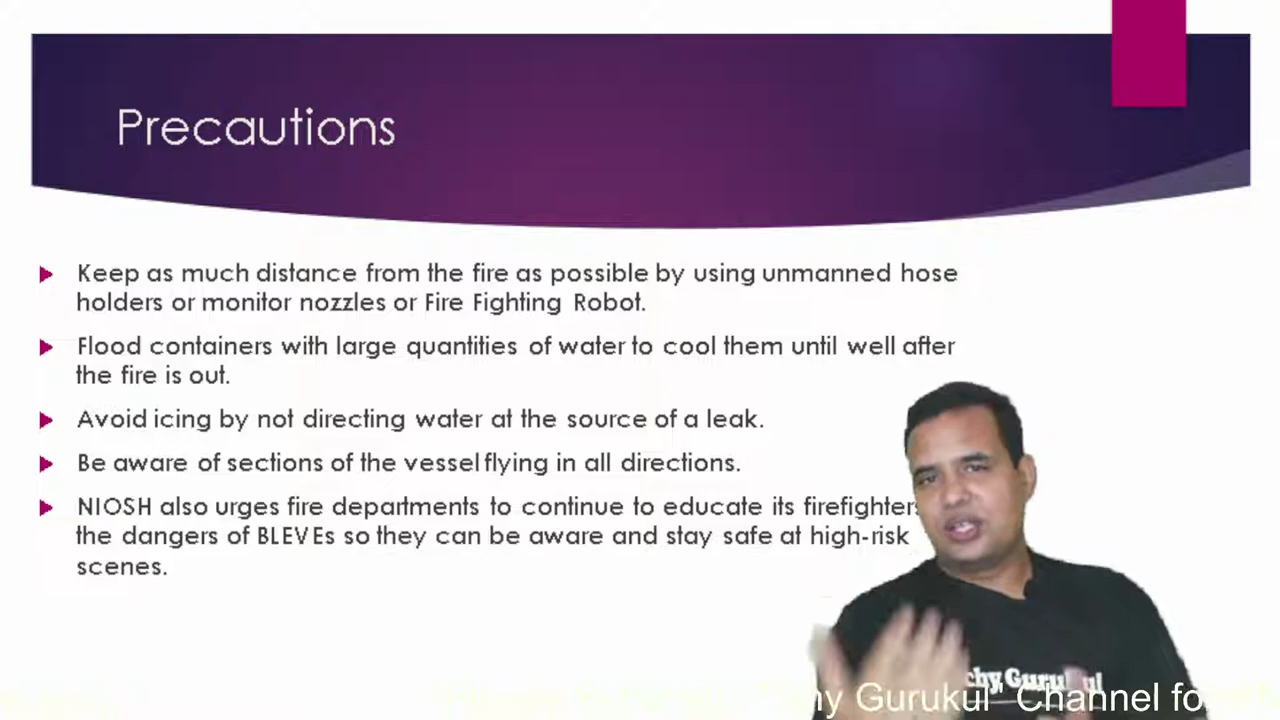 Precautions
Keep as much distance from the fire as possible by using unmanned hose
holders or monitor nozzles or Fire Fighting Robot.
Flood containers with large quantities of water to cool them until well after
the fire is out.
Avoid icing by not directing water at the source of a leak.
Be aware of sections of the vessel flying in all directions.
NIOSH also urges fire departments to continue to educate its firefighters
the dangers of BLEVEs so they can be aware and stay safe at high-risk
scenes.
chy Gurukul
hy Gurukul" Channel fo